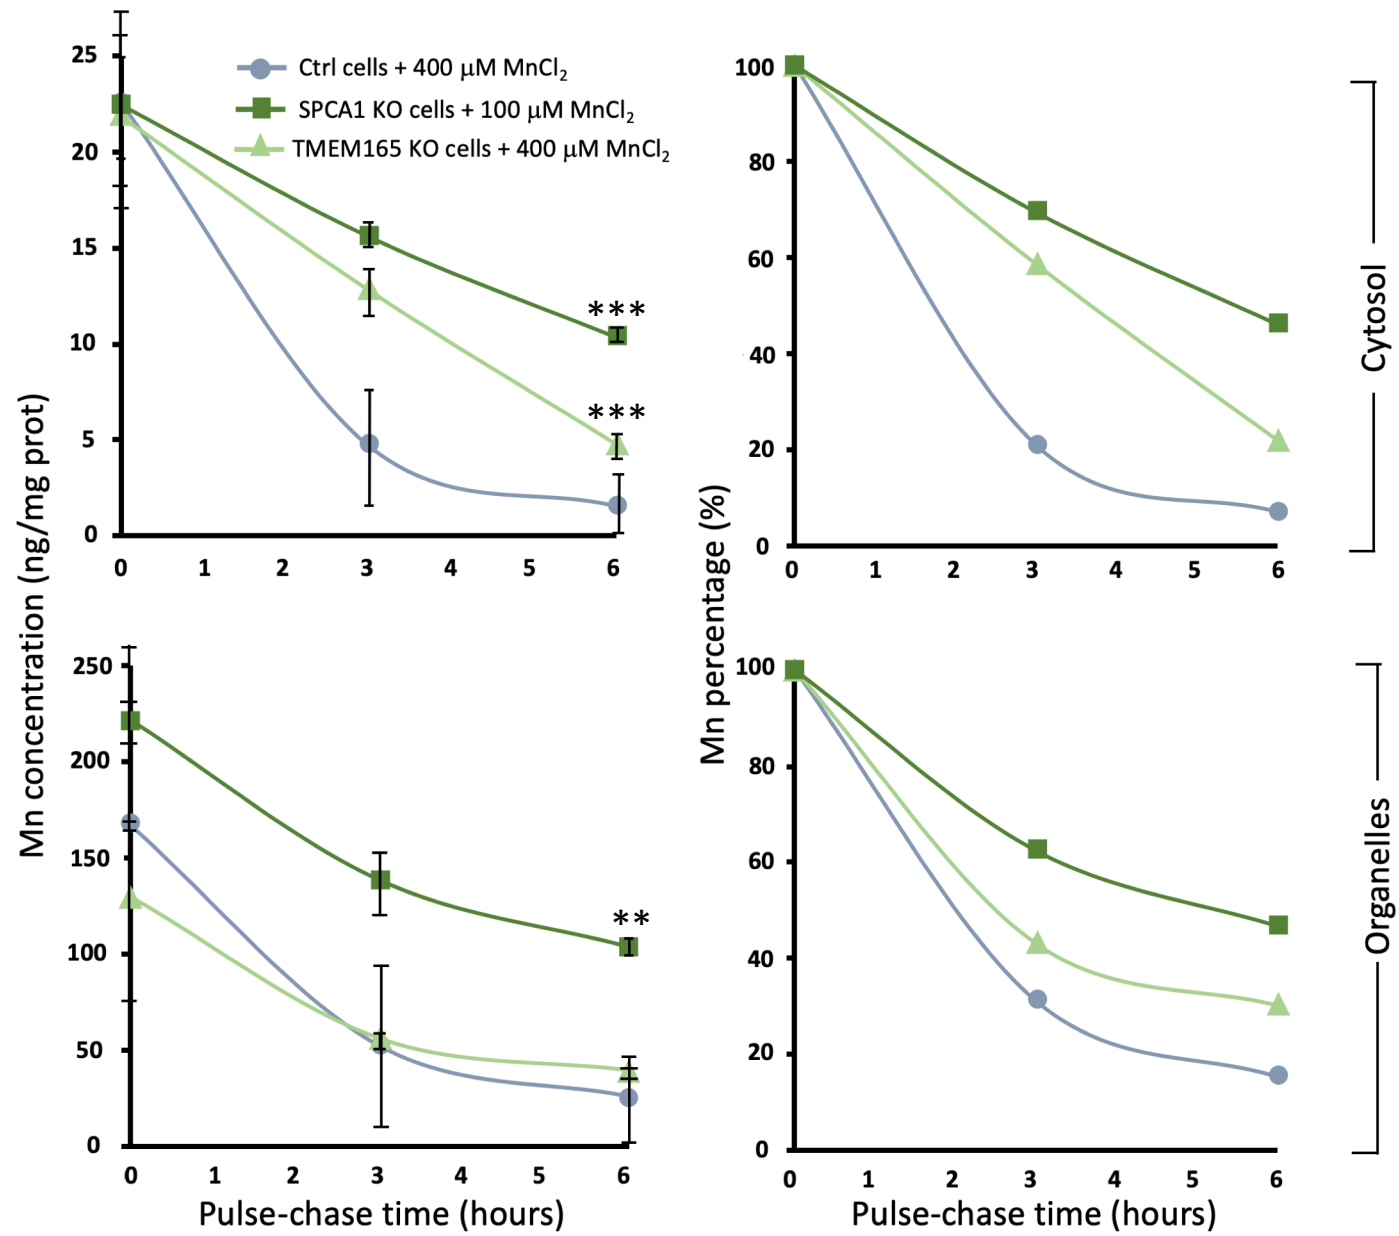 25
20
15
10
5
0
0 1 2 3 4 5 6
Ctrl cells + 400 µM MnCl₂
SPCA1 KO cells + 100 µM MnCl₂
TMEM165 KO cells + 400 µM MnCl₂
***
***
100
80
60
40
20
0
0 1 2 3 4 5 6
Cytosol
Mn concentration (ng/mg prot)
250
200
150
100
50
0
0 1 2 3 4 5 6
**
Pulse-chase time (hours)
Mn percentage (%)
100
80
60
40
20
0
0 1 2 3 4 5 6
Pulse-chase time (hours)
Organelles